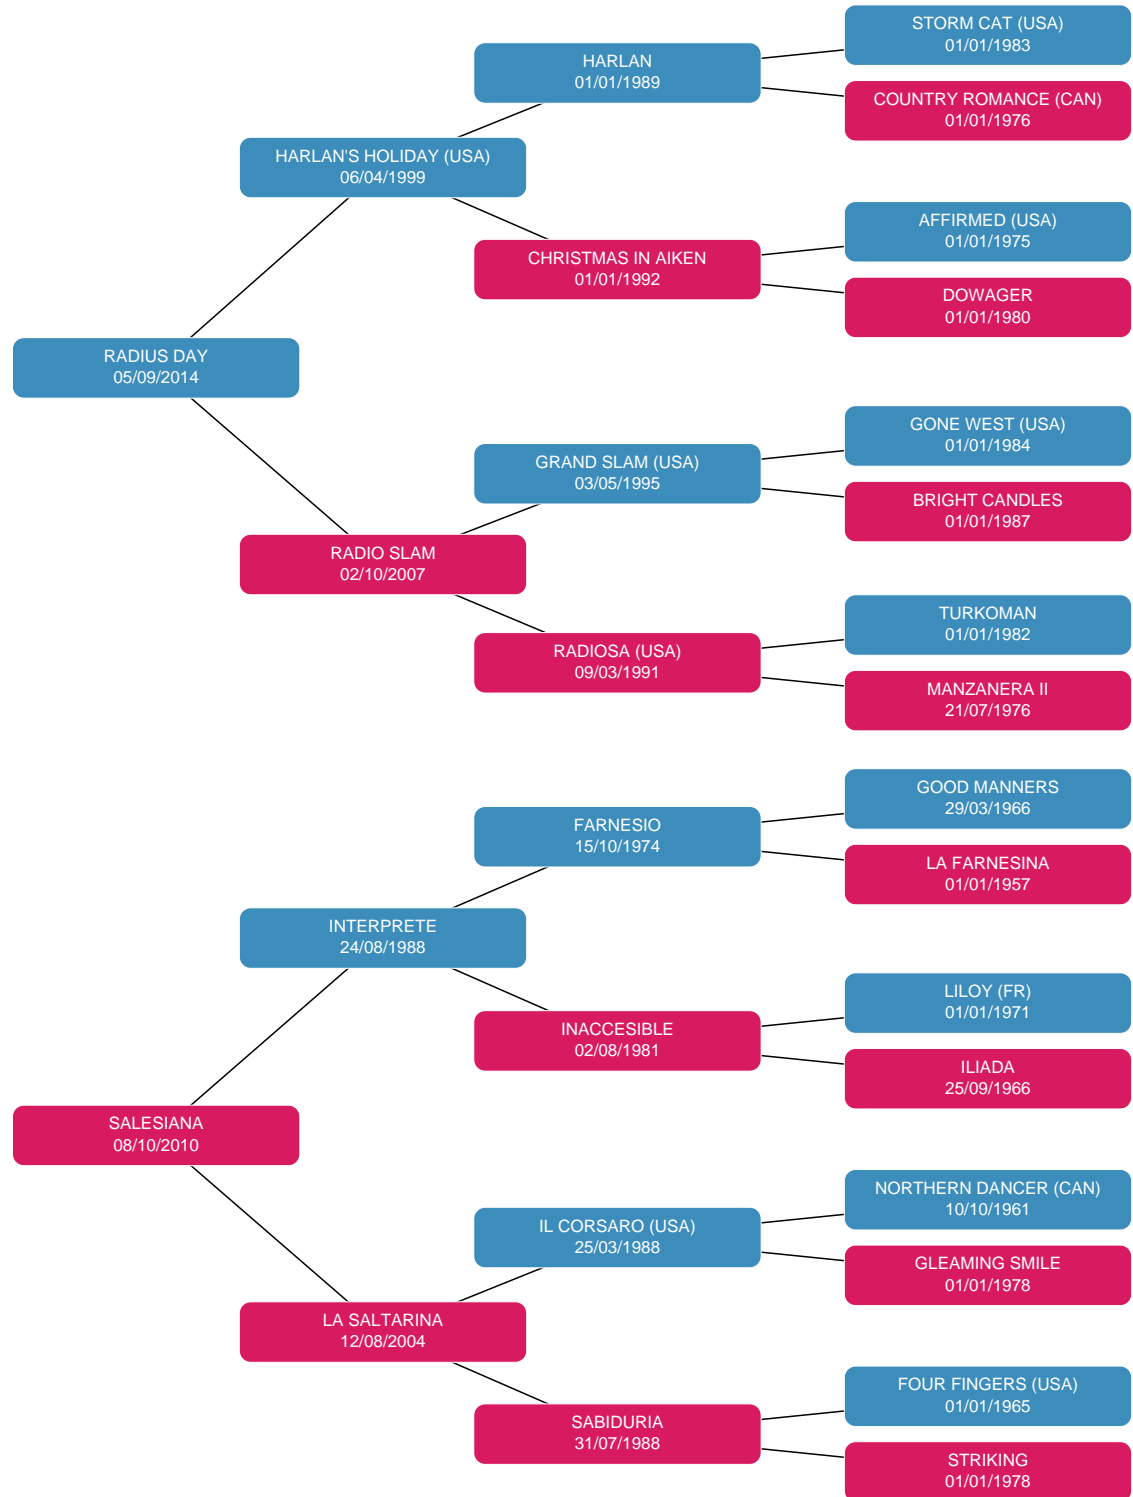 STORM CAT (USA)
01/01/1983
HARLAN
01/01/1989
COUNTRY ROMANCE (CAN)
01/01/1976
HARLAN'S HOLIDAY (USA)
06/04/1999
AFFIRMED (USA)
01/01/1975
CHRISTMAS IN AIKEN
01/01/1992
DOWAGER
01/01/1980
RADIUS DAY
05/09/2014
GONE WEST (USA)
01/01/1984
GRAND SLAM (USA)
03/05/1995
BRIGHT CANDLES
01/01/1987
RADIO SLAM
02/10/2007
TURKOMAN
01/01/1982
RADIOSA (USA)
09/03/1991
MANZANERA II
21/07/1976
GOOD MANNERS
29/03/1966
FARNESIO
15/10/1974
LA FARNESINA
01/01/1957
INTERPRETE
24/08/1988
LILOY (FR)
01/01/1971
INACCESIBLE
02/08/1981
ILIADA
25/09/1966
SALESIANA
08/10/2010
NORTHERN DANCER (CAN)
10/10/1961
IL CORSARO (USA)
25/03/1988
GLEAMING SMILE
01/01/1978
LA SALTARINA
12/08/2004
FOUR FINGERS (USA)
01/01/1965
SABIDURIA
31/07/1988
STRIKING
01/01/1978